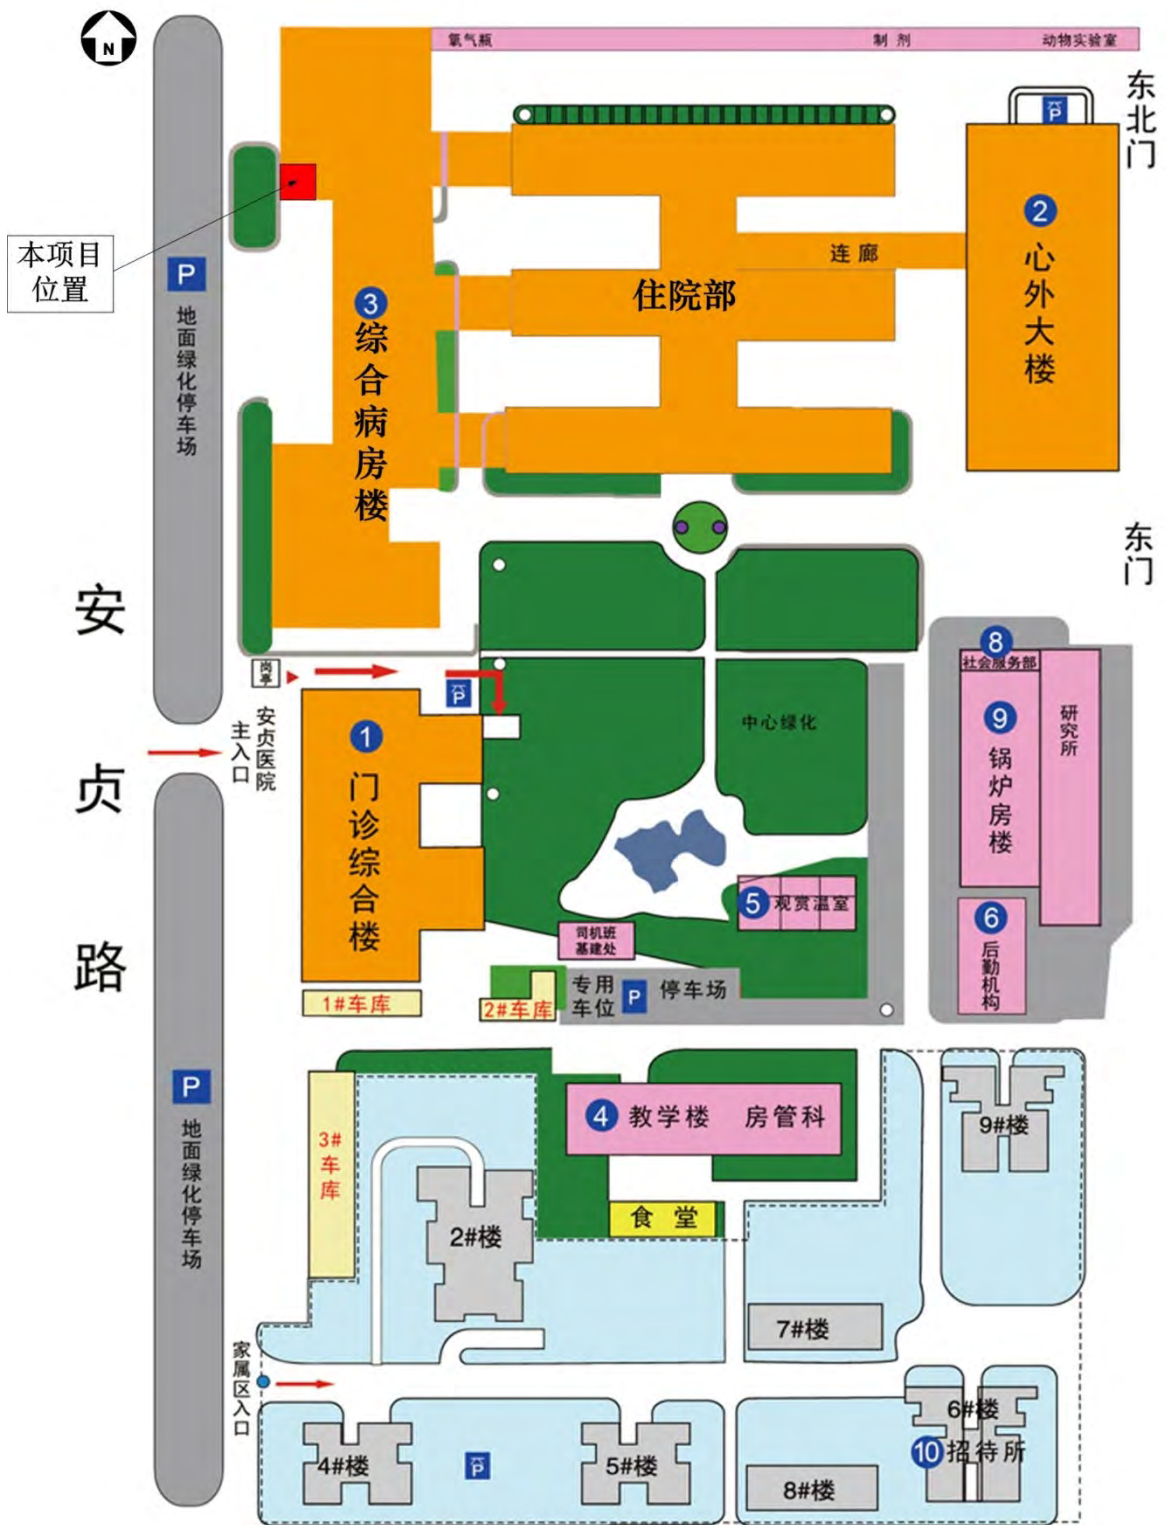 N
氧气瓶
制剂
动物实验室
东北门
P
2
心外大楼
本项目
位置
P
地面绿化停车场
3
综合病房楼
连廊
住院部
东门
安贞路
岗亭
主入口
安贞医院
P
1
门诊综合楼
中心绿化
8
社会服务部
9
锅炉房楼
研究所
5
观赏温室
6
后勤机构
司机班
基建处
1#车库
2#车库
专用
车位
P
停车场
P
地面绿化停车场
3#车库
4
教学楼 房管科
食堂
2#楼
9#楼
7#楼
家属区入口
4#楼
P
5#楼
6#楼
10
招待所
8#楼